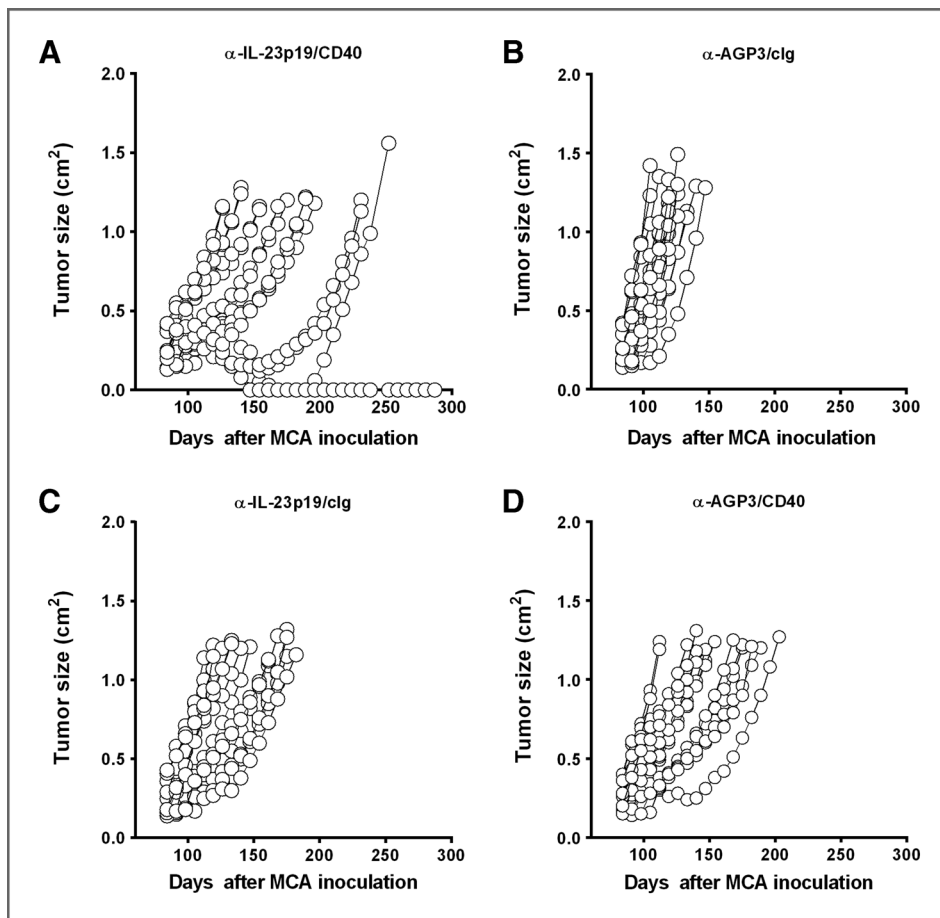 A
α-IL-23p19/CD40
Tumor size (cm²)
2.0
1.5
1.0
0.5
0.0
100 150 200 250 300
Days after MCA inoculation
B
α-AGP3/cIg
Tumor size (cm²)
2.0
1.5
1.0
0.5
0.0
100 150 200 250 300
Days after MCA inoculation
C
α-IL-23p19/cIg
Tumor size (cm²)
2.0
1.5
1.0
0.5
0.0
100 150 200 250 300
Days after MCA inoculation
D
α-AGP3/CD40
Tumor size (cm²)
2.0
1.5
1.0
0.5
0.0
100 150 200 250 300
Days after MCA inoculation